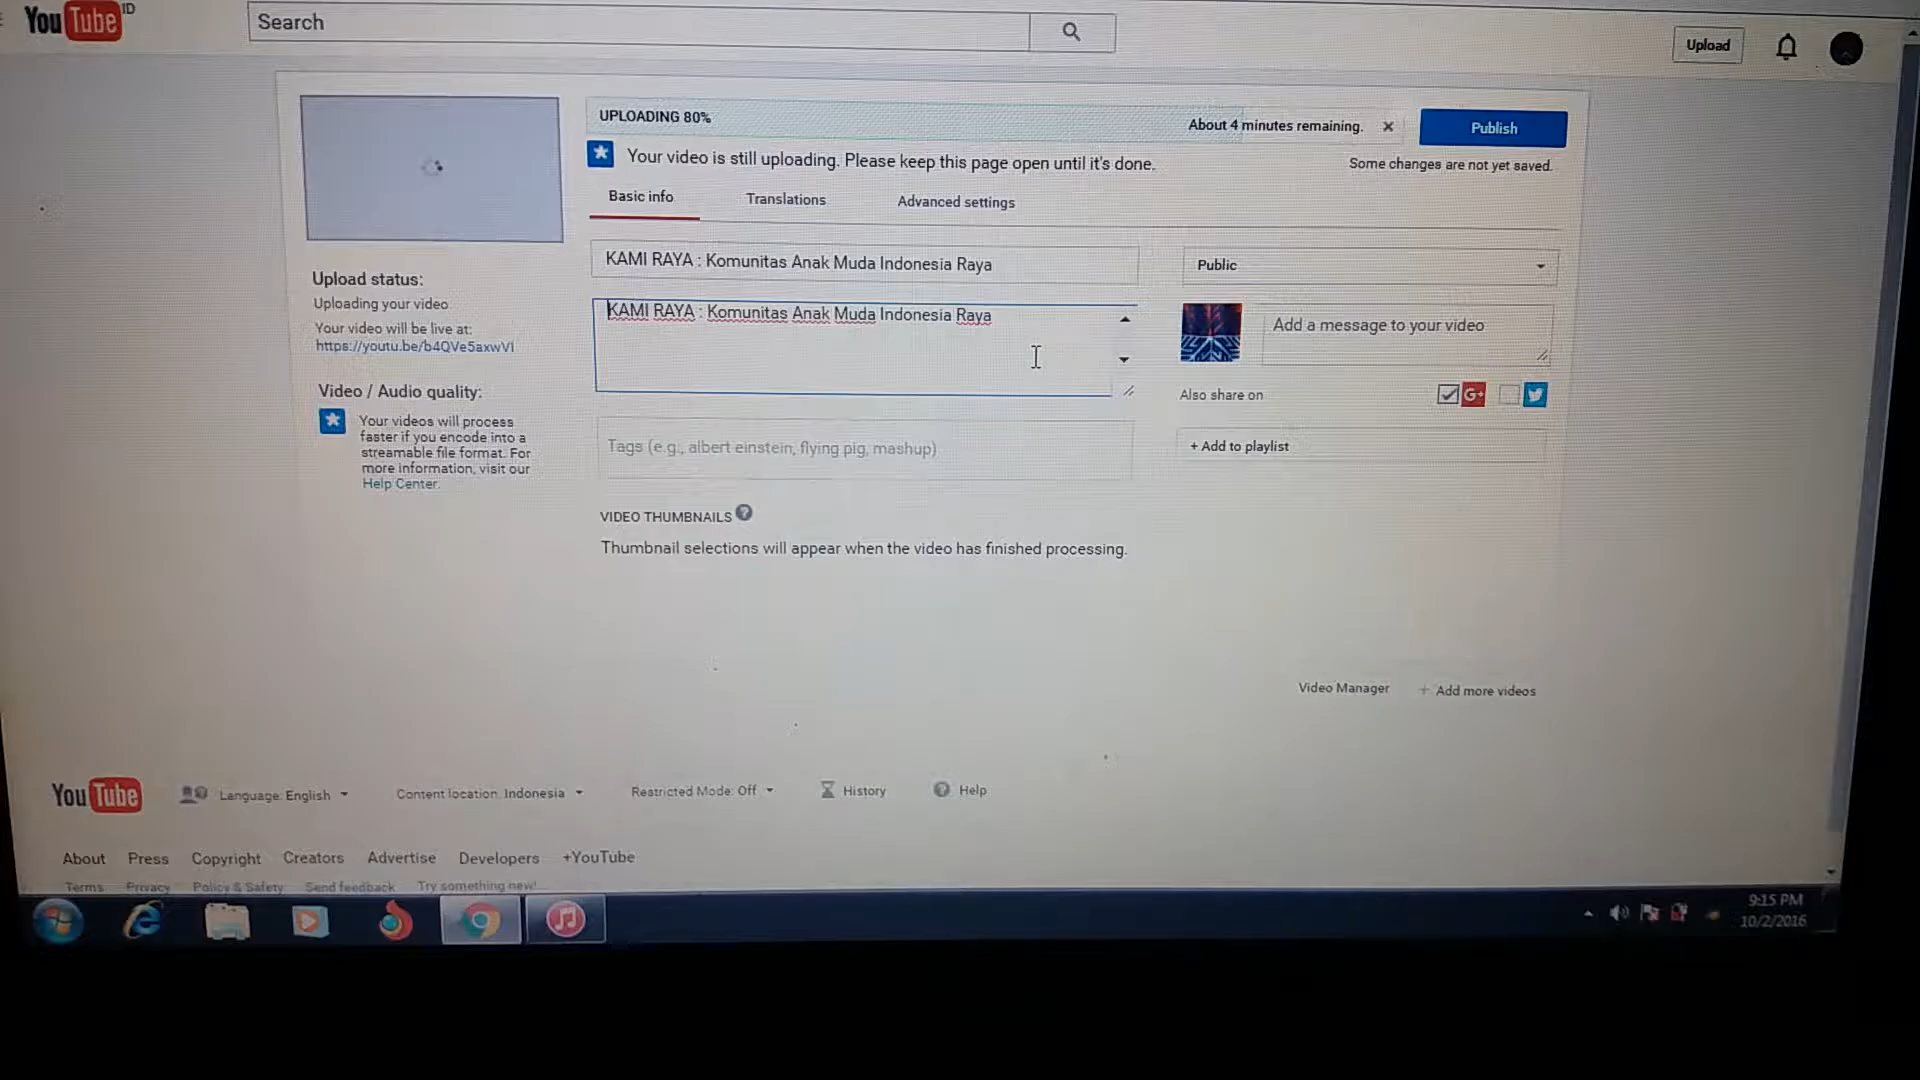 YouTube ID
Search
Upload
UPLOADING 80%
About 4 minutes remaining.
Publish
Your video is still uploading. Please keep this page open until it's done.
Some changes are not yet saved.
Basic info
Translations
Advanced settings
KAMI RAYA : Komunitas Anak Muda Indonesia Raya
Public
KAMI RAYA : Komunitas Anak Muda Indonesia Raya
Add a message to your video
Also share on
G+
Tags (e.g., albert einstein, flying pig, mashup)
+ Add to playlist
VIDEO THUMBNAILS ?
Thumbnail selections will appear when the video has finished processing.
Upload status:
Uploading your video.
Your video will be live at:
https://youtu.be/b4QVe5axwVI
Video / Audio quality:
Your videos will process
faster if you encode into a
streamable file format. For
more information, visit our
Help Center.
Video Manager
+ Add more videos
YouTube
Language: English
Content location: Indonesia
Restricted Mode: Off
History
Help
About
Press
Copyright
Creators
Advertise
Developers
+YouTube
Terms
Privacy
Policy & Safety
Send feedback
Try something new!
9:15 PM
10/2/2016